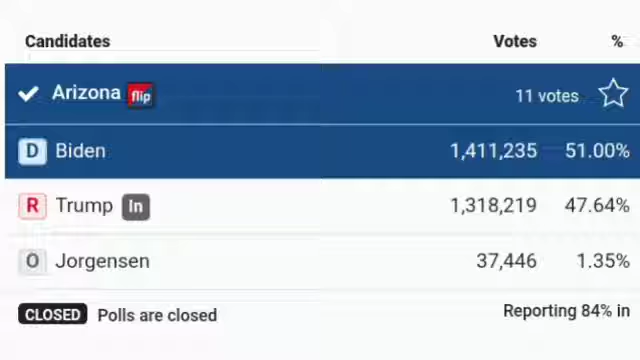 Candidates Votes %
Arizona flip 11 votes
D Biden 1,411,235 51.00%
R Trump In 1,318,219 47.64%
O Jorgensen 37,446 1.35%
CLOSED Polls are closed Reporting 84% in